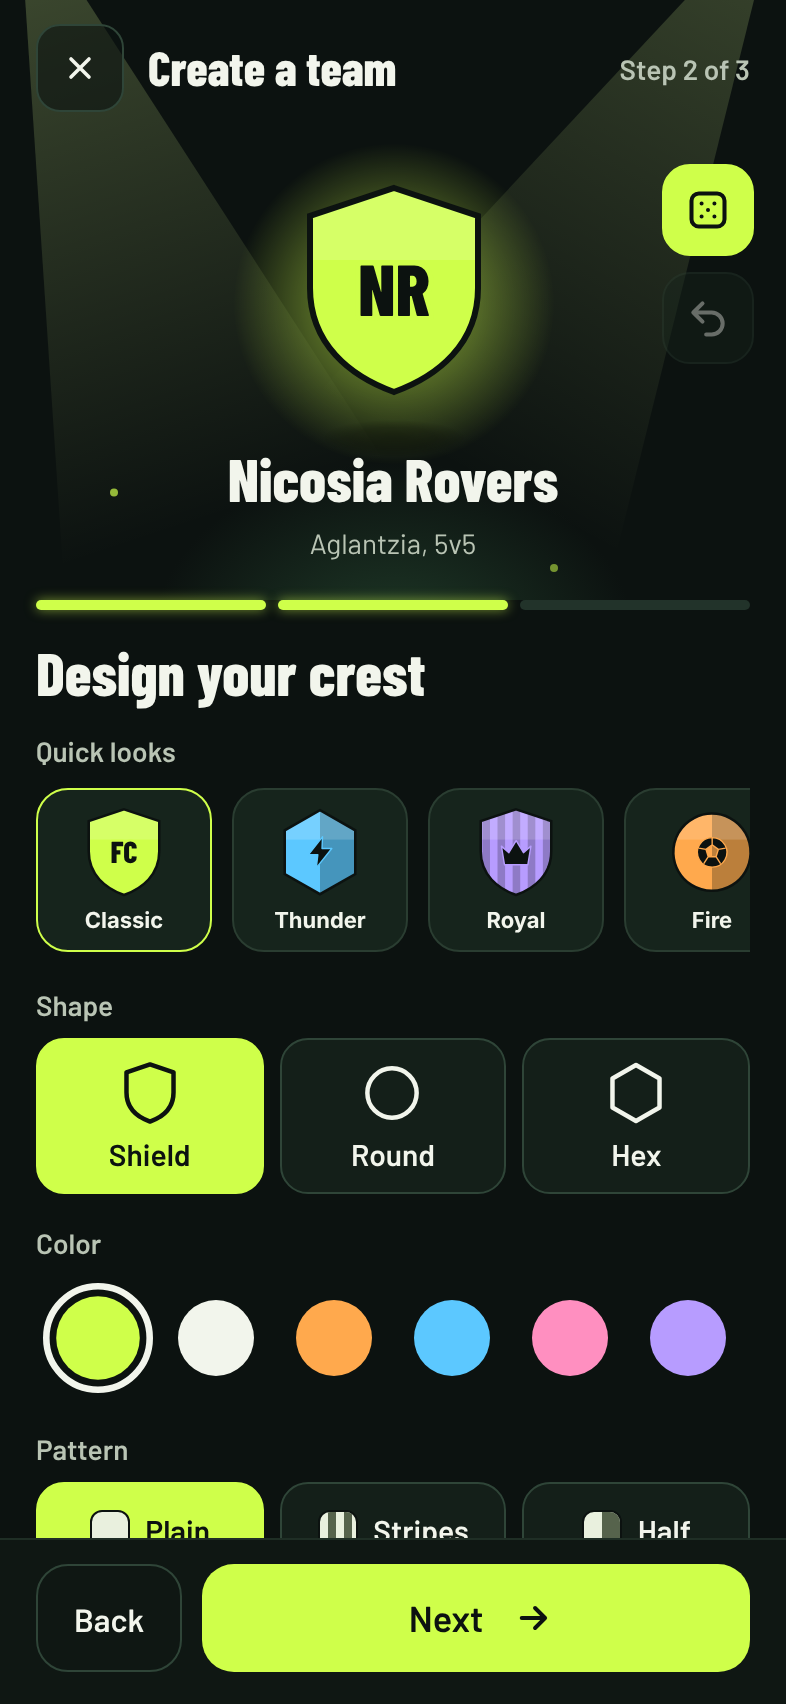 Create a team
Step 2 of 3
NR
Nicosia Rovers
Aglantzia, 5v5
Design your crest
Quick looks
FC
Classic
Thunder
Royal
Fire
Shape
Shield
Round
Hex
Color
Pattern
Plain
Stripes
Half
Back
Next